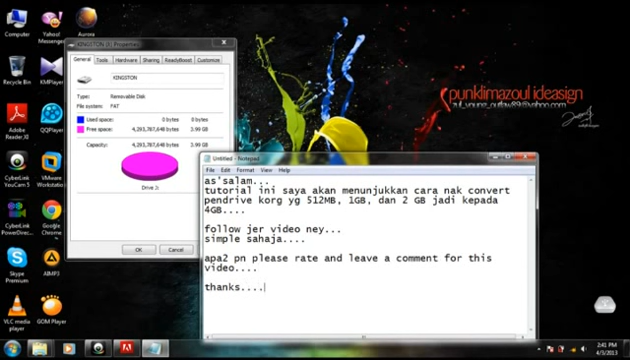 Computer
Yahoo!
Messenger
Aurora
Recycle Bin
KMPlayer
Adobe
Reader XI
QQPlayer
CyberLink
YouCam 5
VMware
Workstation
CyberLink
PowerDirec...
Google
Chrome
Skype
AIMP3
VLC media
player
GOM Player
KINGSTON (J:) Properties
General
Tools
Hardware
Sharing
ReadyBoost
Customize
KINGSTON
Type:
Removable Disk
File system:
FAT
Used space:
0 bytes
0 bytes
Free space:
4,293,787,648 bytes
3.99 GB
Capacity:
4,293,787,648 bytes
3.99 GB
Drive J:
OK
Cancel
punklimazoul ideasign
zul_young_outlaw89@yahoo.com
Untitled - Notepad
File Edit Format View Help
as'salam...
tutorial ini saya akan menunjukkan cara nak convert
pendrive korg yg 512MB, 1GB, dan 2 GB jadi kepada
4GB....
follow jer video ney...
simple sahaja....
apa2 pn please rate and leave a comment for this
video....
thanks....
2:41 PM
4/3/2013